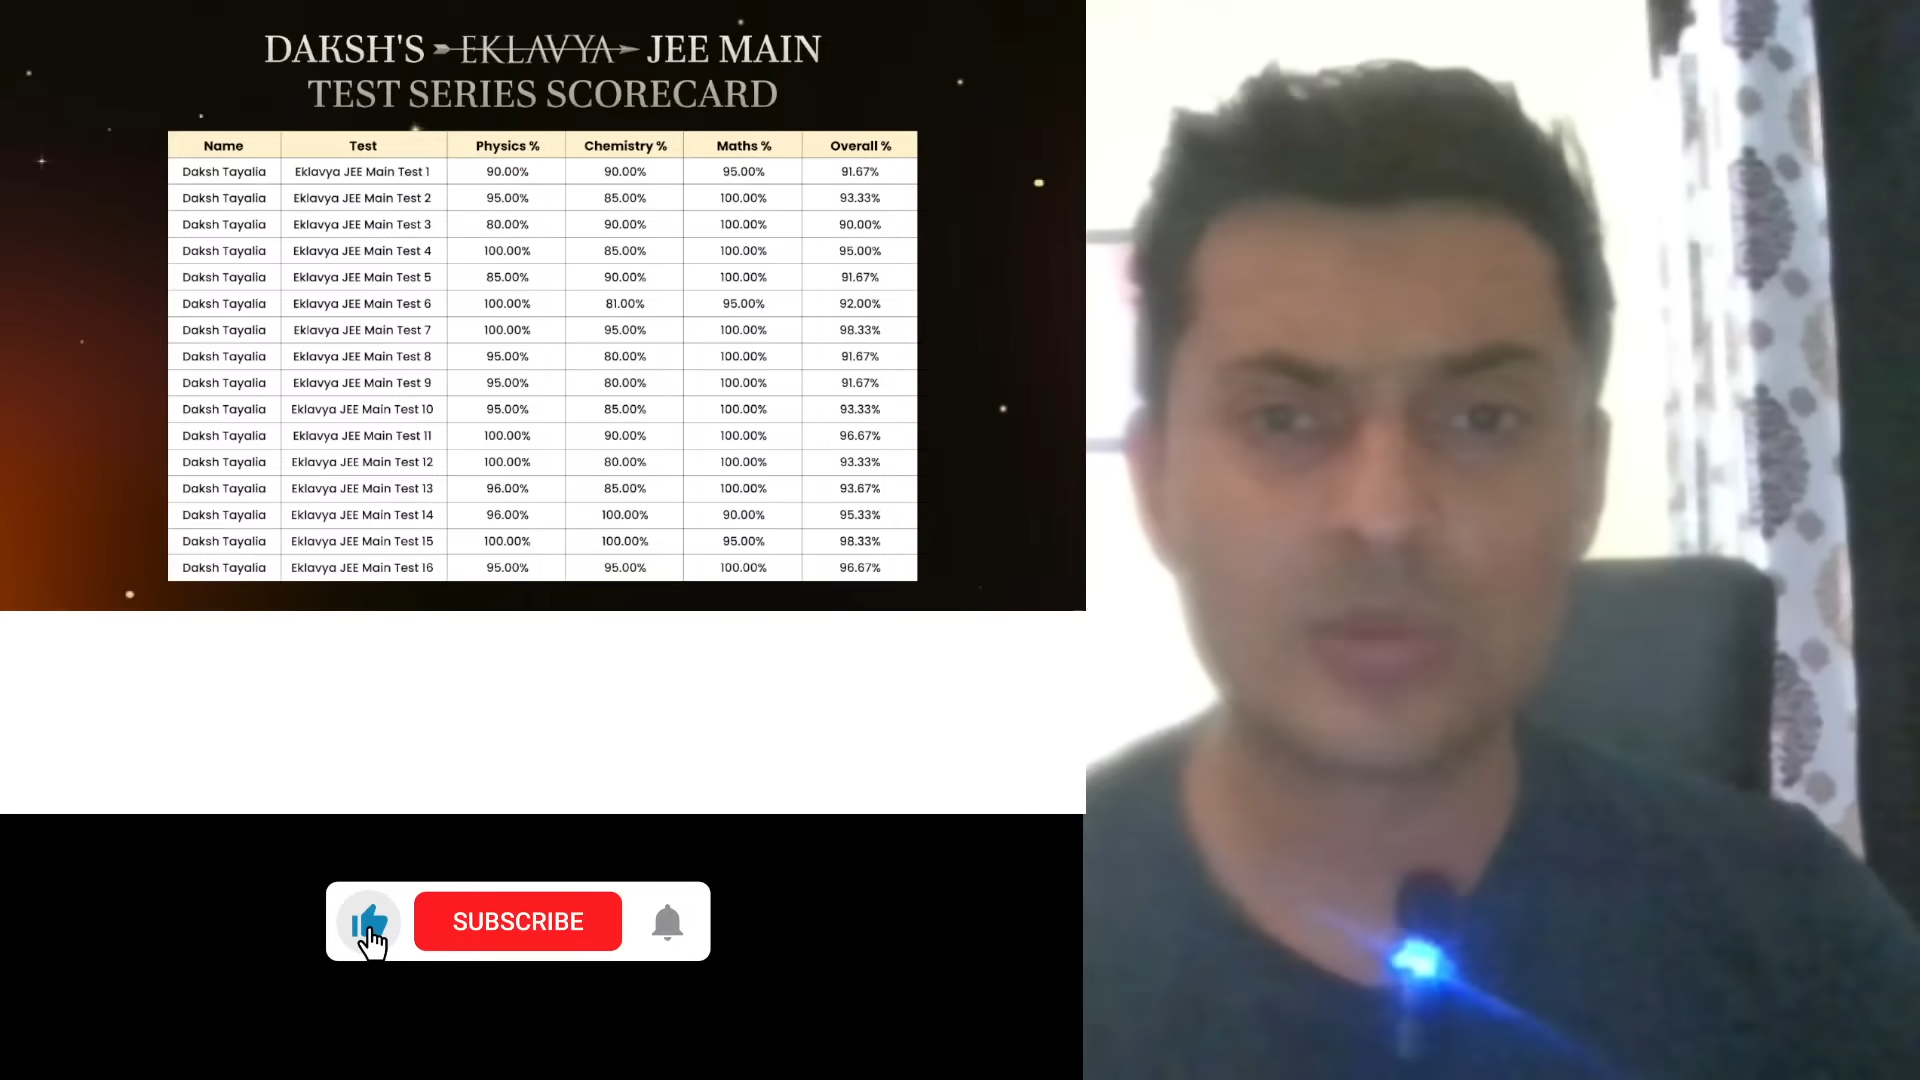 DAKSH'S EKLAVYA JEE MAIN
TEST SERIES SCORECARD
Name Test Physics % Chemistry % Maths % Overall %
Daksh Tayalia Eklavya JEE Main Test 1 90.00% 90.00% 95.00% 91.67%
Daksh Tayalia Eklavya JEE Main Test 2 95.00% 85.00% 100.00% 93.33%
Daksh Tayalia Eklavya JEE Main Test 3 80.00% 90.00% 100.00% 90.00%
Daksh Tayalia Eklavya JEE Main Test 4 100.00% 85.00% 100.00% 95.00%
Daksh Tayalia Eklavya JEE Main Test 5 85.00% 90.00% 100.00% 91.67%
Daksh Tayalia Eklavya JEE Main Test 6 100.00% 81.00% 95.00% 92.00%
Daksh Tayalia Eklavya JEE Main Test 7 100.00% 95.00% 100.00% 98.33%
Daksh Tayalia Eklavya JEE Main Test 8 95.00% 80.00% 100.00% 91.67%
Daksh Tayalia Eklavya JEE Main Test 9 95.00% 80.00% 100.00% 91.67%
Daksh Tayalia Eklavya JEE Main Test 10 95.00% 85.00% 100.00% 93.33%
Daksh Tayalia Eklavya JEE Main Test 11 100.00% 90.00% 100.00% 96.67%
Daksh Tayalia Eklavya JEE Main Test 12 100.00% 80.00% 100.00% 93.33%
Daksh Tayalia Eklavya JEE Main Test 13 96.00% 85.00% 100.00% 93.67%
Daksh Tayalia Eklavya JEE Main Test 14 96.00% 100.00% 90.00% 95.33%
Daksh Tayalia Eklavya JEE Main Test 15 100.00% 100.00% 95.00% 98.33%
Daksh Tayalia Eklavya JEE Main Test 16 95.00% 95.00% 100.00% 96.67%
SUBSCRIBE